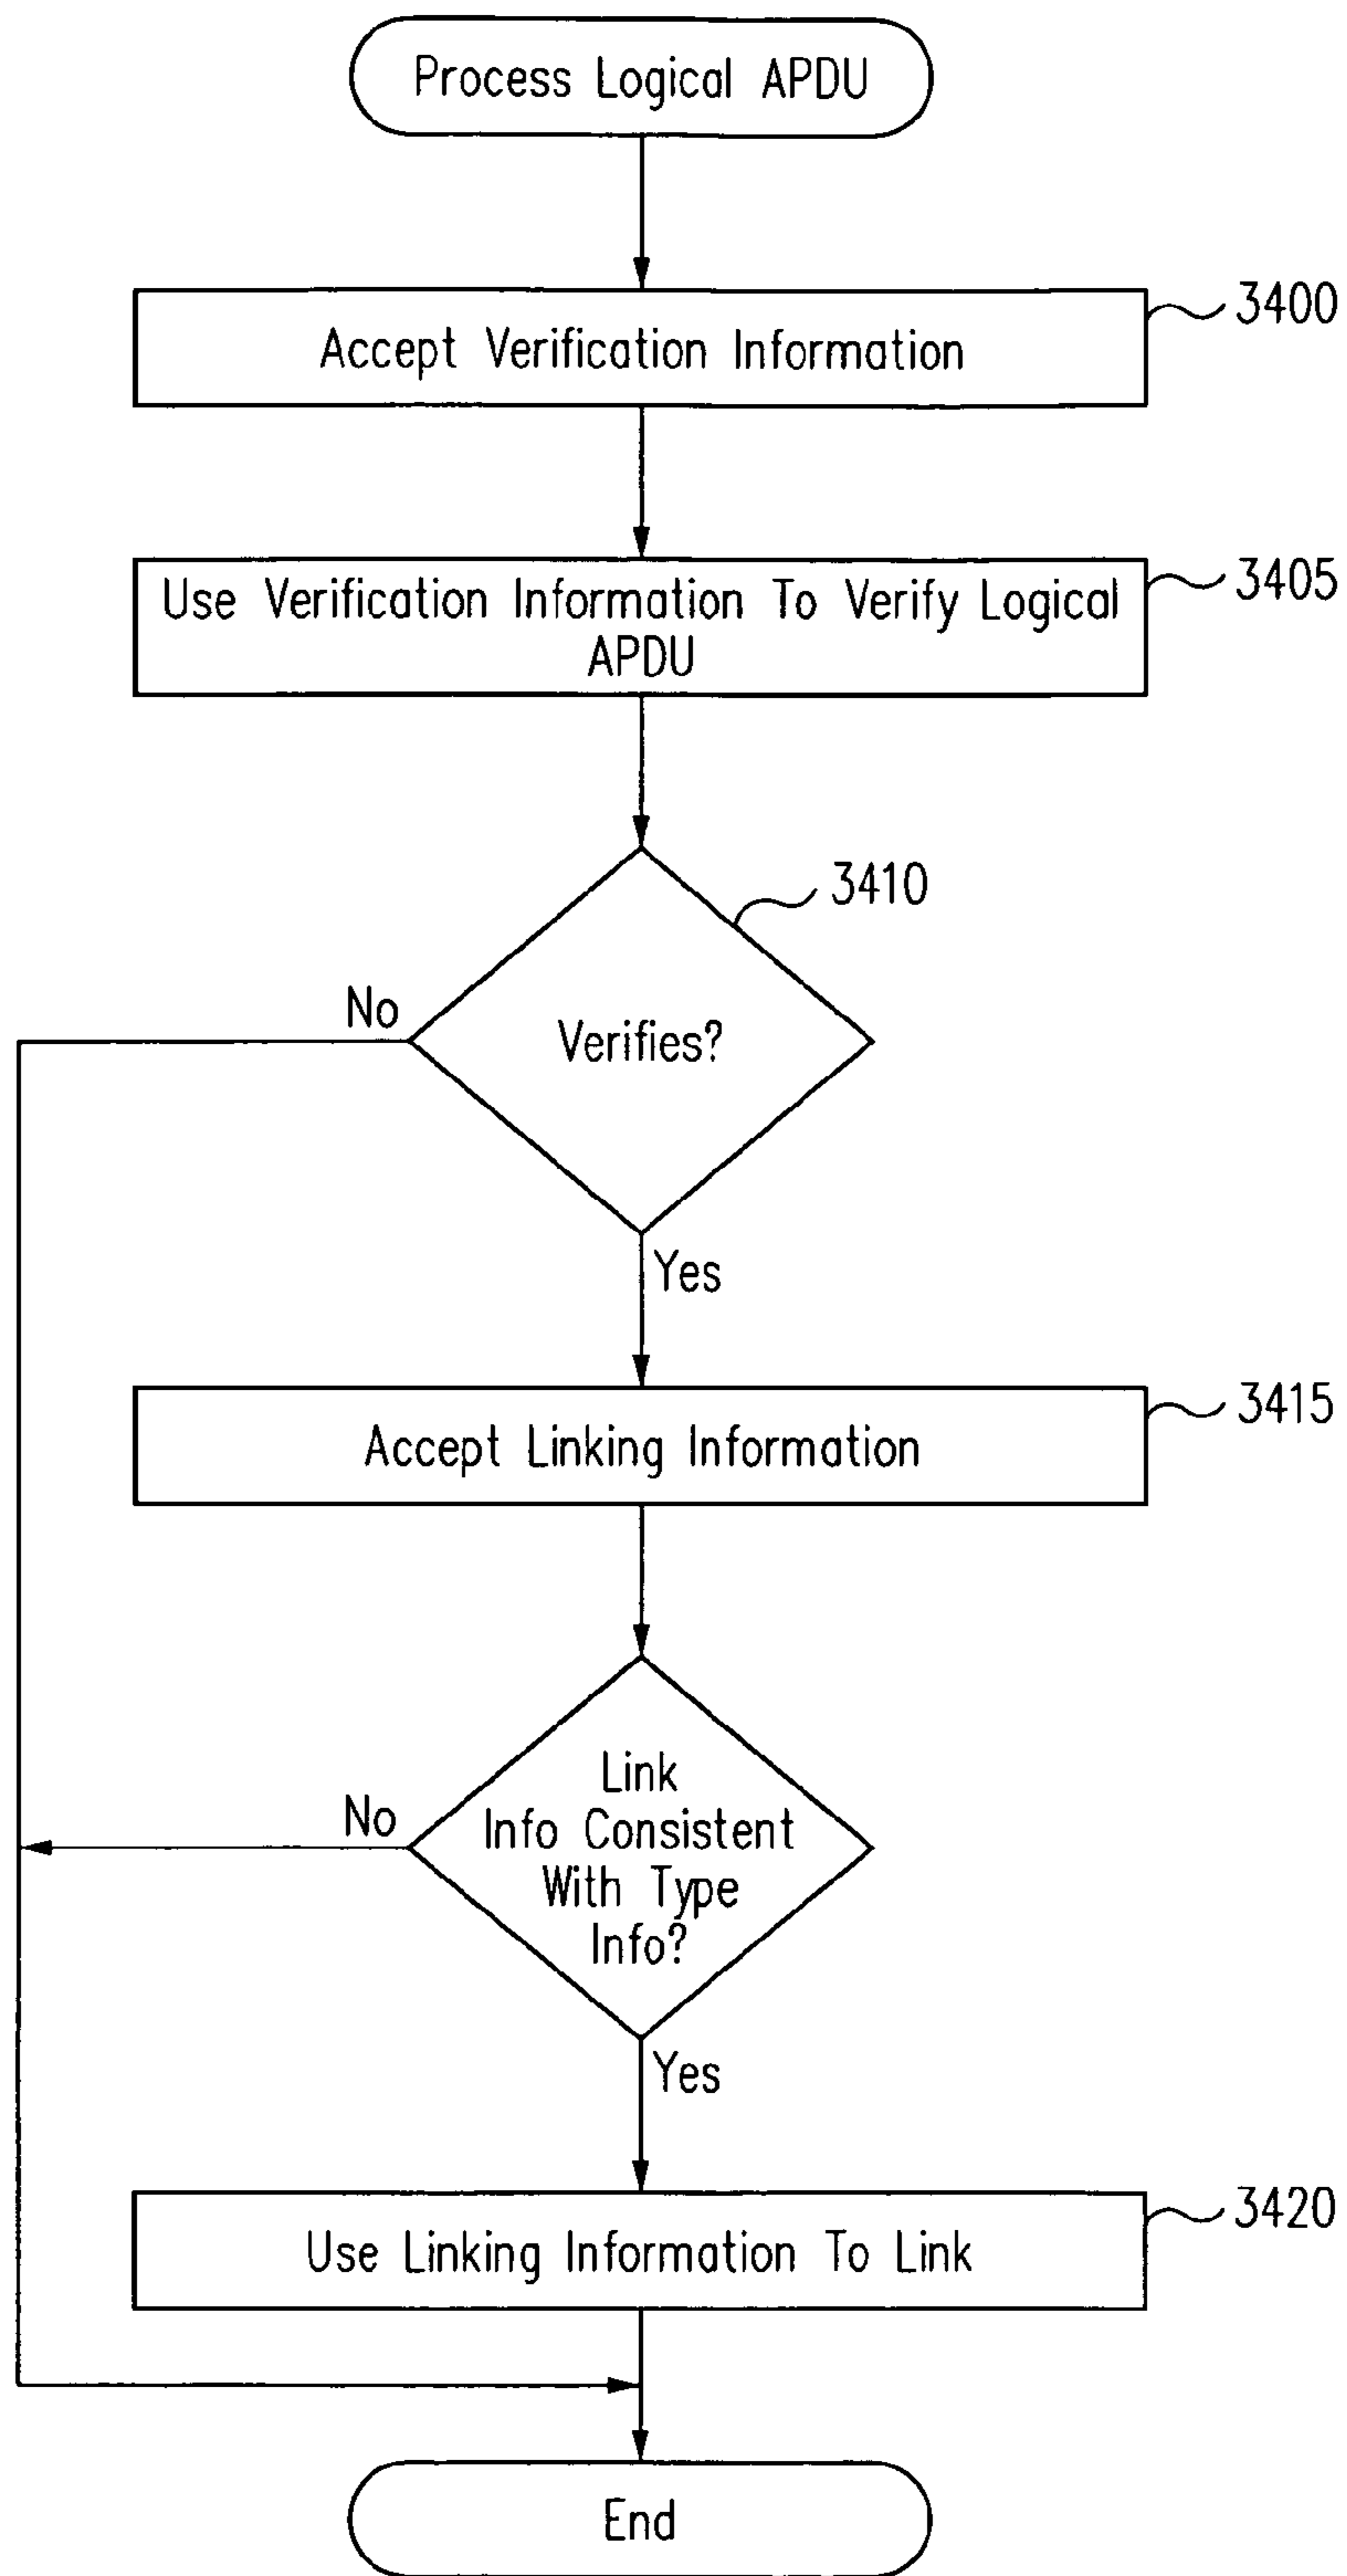 Process Logical APDU
Accept Verification Information
3400
Use Verification Information To Verify Logical
APDU
3405
3410
Verifies?
No
Yes
Accept Linking Information
3415
Link
Info Consistent
With Type
Info?
No
Yes
Use Linking Information To Link
3420
End